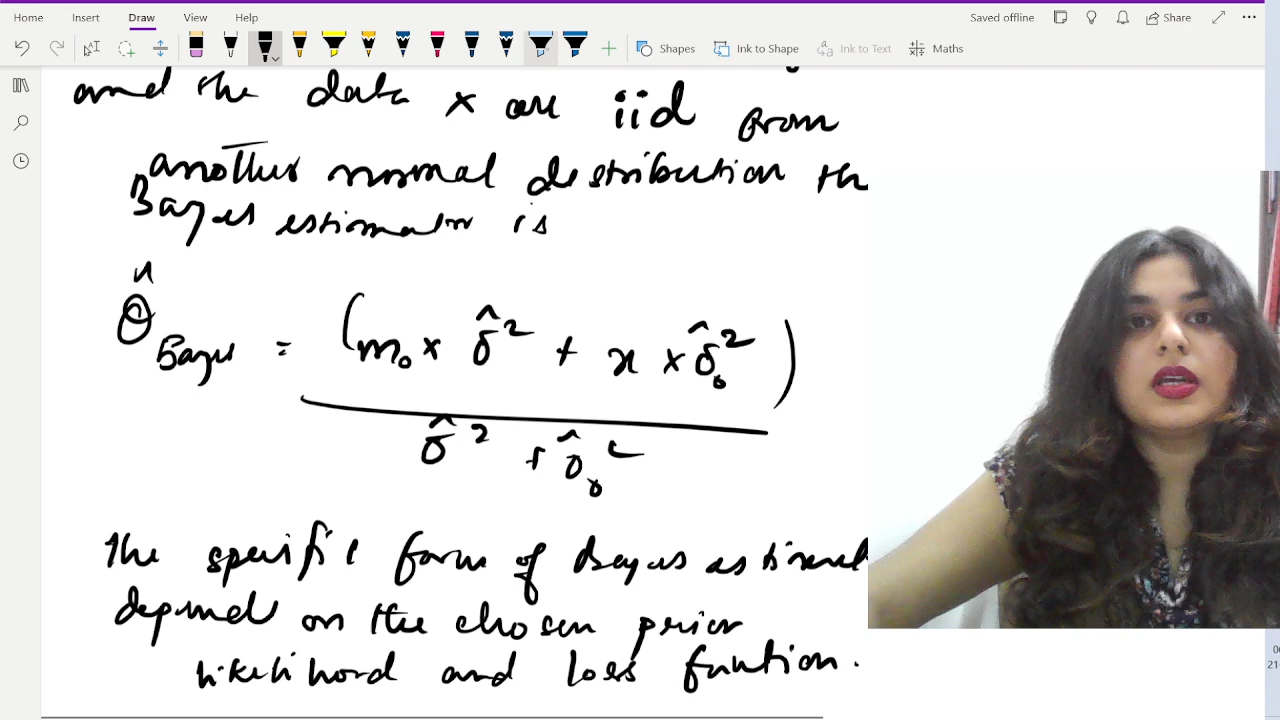 Home Insert Draw View Help Saved offline Share
Shapes Ink to Shape Ink to Text Maths
and the data x are iid from
another normal distribution th
Bayes estimator is
θ̂ Bayes = (m₀ × σ̂² + x × σ̂₀²)
σ̂² + σ̂₀²
The specific form of Bayes estimat
depend on the chosen prior
likelihood and loss function.